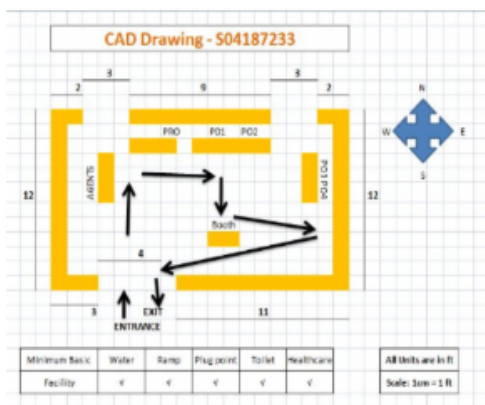 CAD Drawing - S04187233
3 3
2 9 2
N
PRO PO1 PO2
W E
AGENTS
PO3 PO4
S
12 12
Booth
4
3 EXIT 11
ENTRANCE
Minimum Basic Water Ramp Plug point Toilet Healthcare
Facility √ √ √ √ √
All Units are in ft
Scale: 1cm = 1 ft